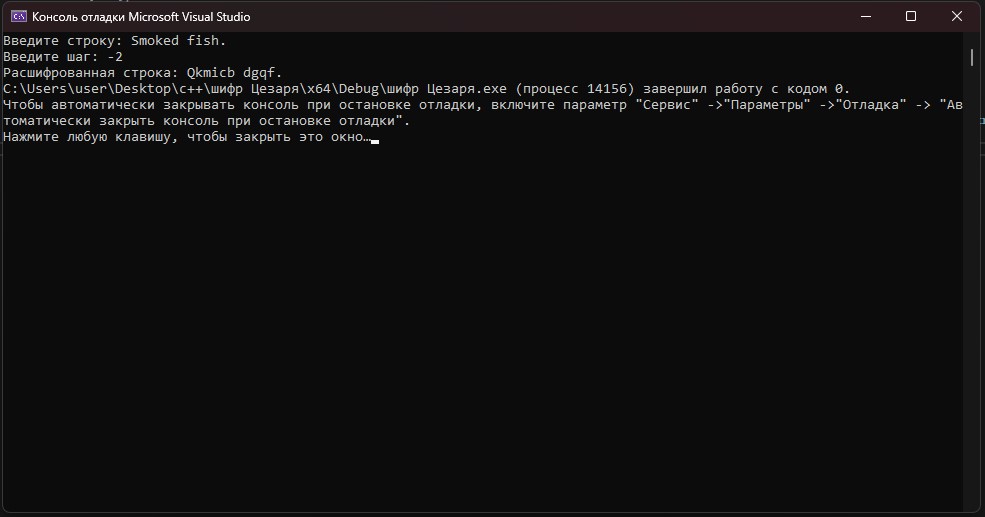 Консоль отладки Microsoft Visual Studio
Введите строку: Smoked fish.
Введите шаг: -2
Расшифрованная строка: Qkmicb dgqf.
C:\Users\user\Desktop\c++\шифр Цезаря\x64\Debug\шифр Цезаря.exe (процесс 14156) завершил работу с кодом 0.
Чтобы автоматически закрывать консоль при остановке отладки, включите параметр "Сервис" ->"Параметры" ->"Отладка" -> "Ав
томатически закрыть консоль при остановке отладки".
Нажмите любую клавишу, чтобы закрыть это окно…